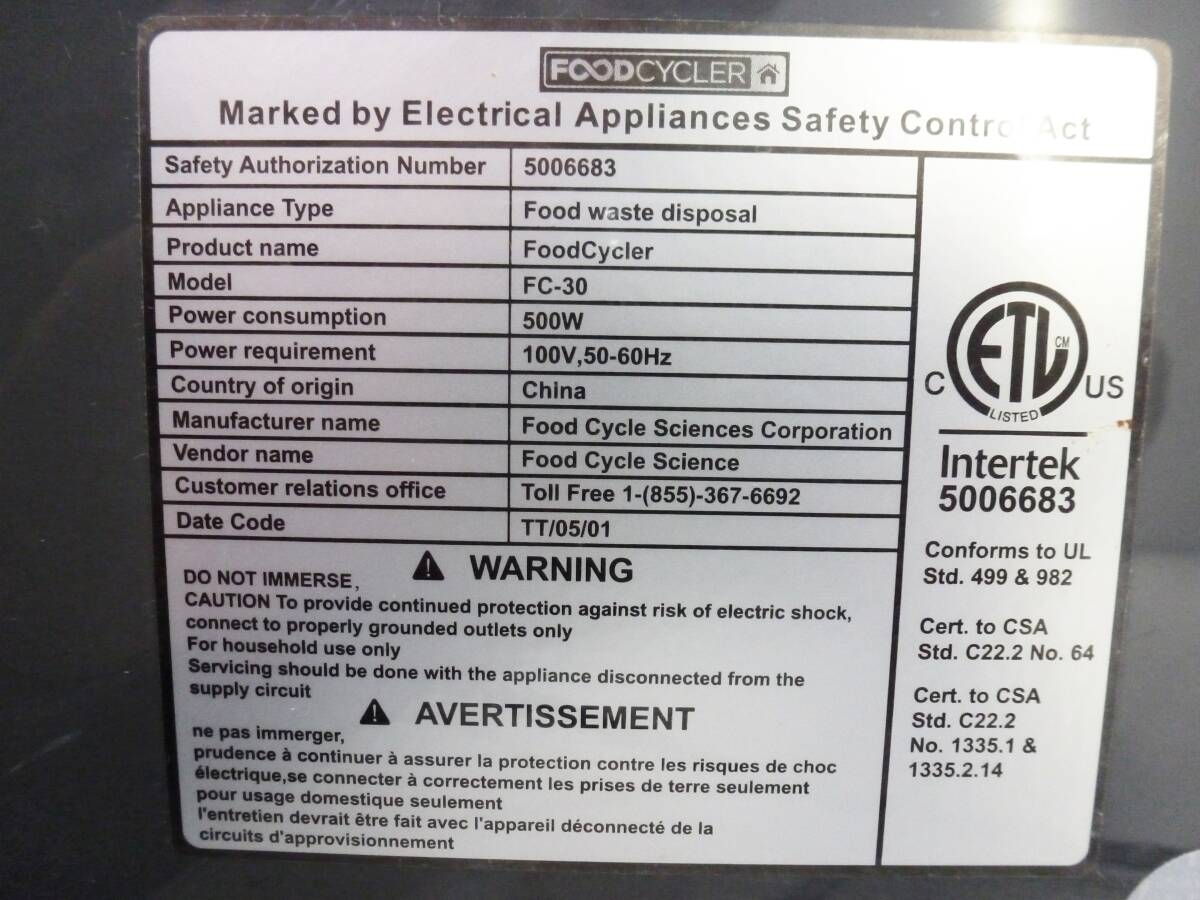 FOODCYCLER
Marked by Electrical Appliances Safety Control Act
Safety Authorization Number 5006683
Appliance Type Food waste disposal
Product name FoodCycler
Model FC-30
Power consumption 500W
Power requirement 100V,50-60Hz
Country of origin China
Manufacturer name Food Cycle Sciences Corporation
Vendor name Food Cycle Science
Customer relations office Toll Free 1-(855)-367-6692
Date Code TT/05/01
WARNING
DO NOT IMMERSE,
CAUTION To provide continued protection against risk of electric shock,
connect to properly grounded outlets only
For household use only
Servicing should be done with the appliance disconnected from the
supply circuit
AVERTISSEMENT
ne pas immerger,
prudence à continuer à assurer la protection contre les risques de choc
électrique,se connecter à correctement les prises de terre seulement
pour usage domestique seulement
l'entretien devrait être fait avec l'appareil déconnecté de la
circuits d'approvisionnement
C ETL CM US
LISTED
Intertek
5006683
Conforms to UL
Std. 499 & 982
Cert. to CSA
Std. C22.2 No. 64
Cert. to CSA
Std. C22.2
No. 1335.1 &
1335.2.14